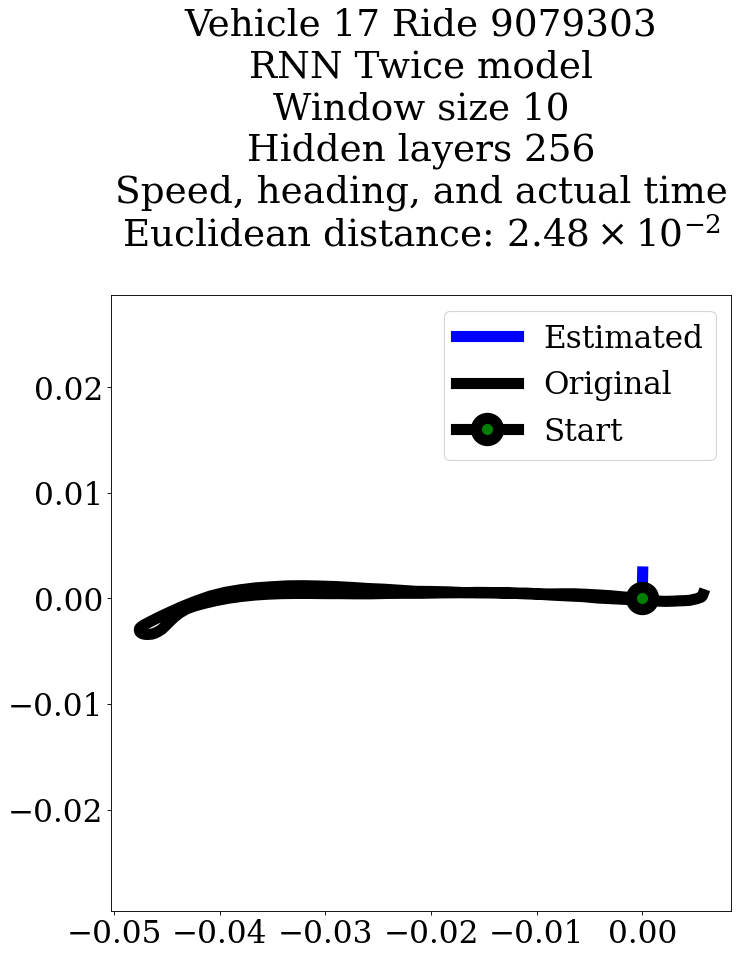 Vehicle 17 Ride 9079303
RNN Twice model
Window size 10
Hidden layers 256
Speed, heading, and actual time
Euclidean distance: 2.48 × 10⁻²
Estimated
Original
Start
0.02
0.01
0.00
−0.01
−0.02
−0.05 −0.04 −0.03 −0.02 −0.01 0.00